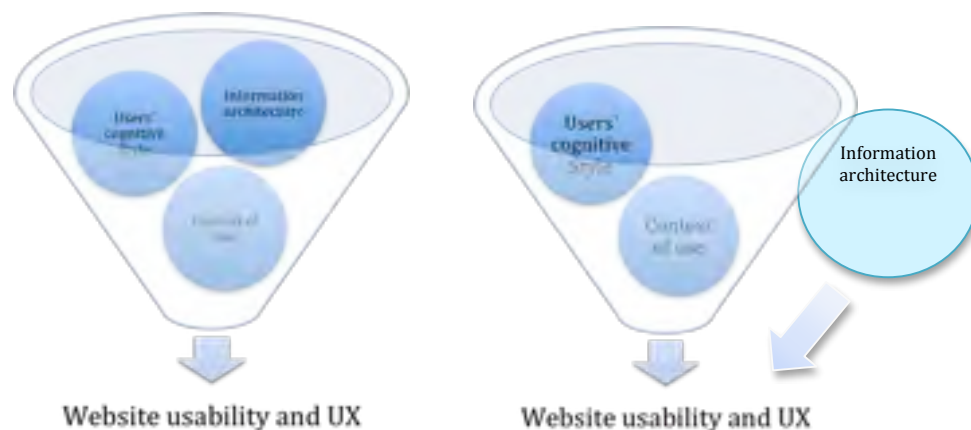 Users'
cognitive
Style
Information
architecture
Context of
use
Website usability and UX
Users'
cognitive
Style
Context
of use
Information
architecture
Website usability and UX